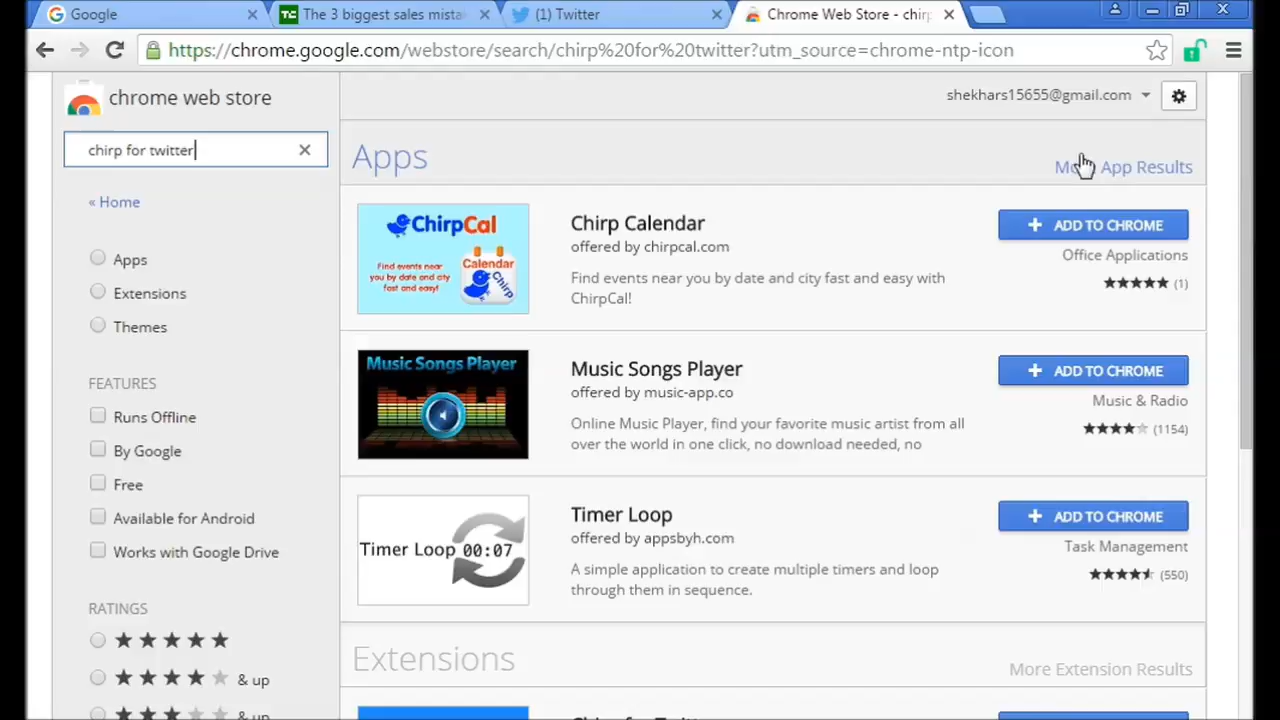 Google
The 3 biggest sales mista
(1) Twitter
Chrome Web Store - chirp
https://chrome.google.com/webstore/search/chirp%20for%20twitter?utm_source=chrome-ntp-icon
chrome web store
shekhars15655@gmail.com
chirp for twitter
« Home
Apps
Extensions
Themes
FEATURES
Runs Offline
By Google
Free
Available for Android
Works with Google Drive
RATINGS
& up
& up
Apps
More App Results
ChirpCal
Find events near
you by date and city
fast and easy!
Calendar
Chirp
Chirp Calendar
offered by chirpcal.com
Find events near you by date and city fast and easy with
ChirpCal!
ADD TO CHROME
Office Applications
(1)
Music Songs Player
Music Songs Player
offered by music-app.co
Online Music Player, find your favorite music artist from all
over the world in one click, no download needed, no
ADD TO CHROME
Music & Radio
(1154)
Timer Loop 00:07
Timer Loop
offered by appsbyh.com
A simple application to create multiple timers and loop
through them in sequence.
ADD TO CHROME
Task Management
(550)
Extensions
More Extension Results